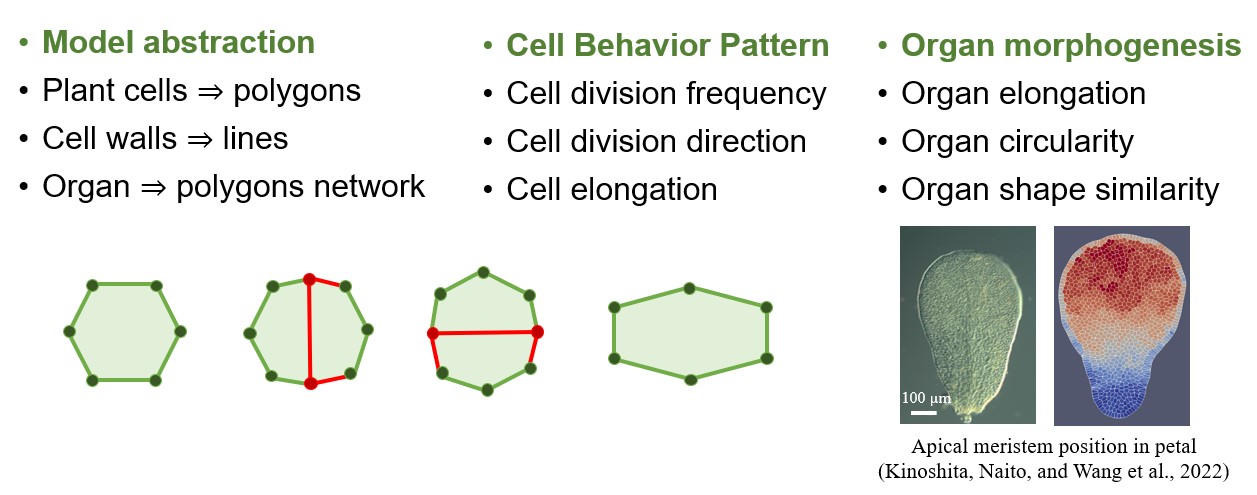 • Model abstraction
• Plant cells ⇒ polygons
• Cell walls ⇒ lines
• Organ ⇒ polygons network
• Cell Behavior Pattern
• Cell division frequency
• Cell division direction
• Cell elongation
• Organ morphogenesis
• Organ elongation
• Organ circularity
• Organ shape similarity
100 μm
Apical meristem position in petal
(Kinoshita, Naito, and Wang et al., 2022)